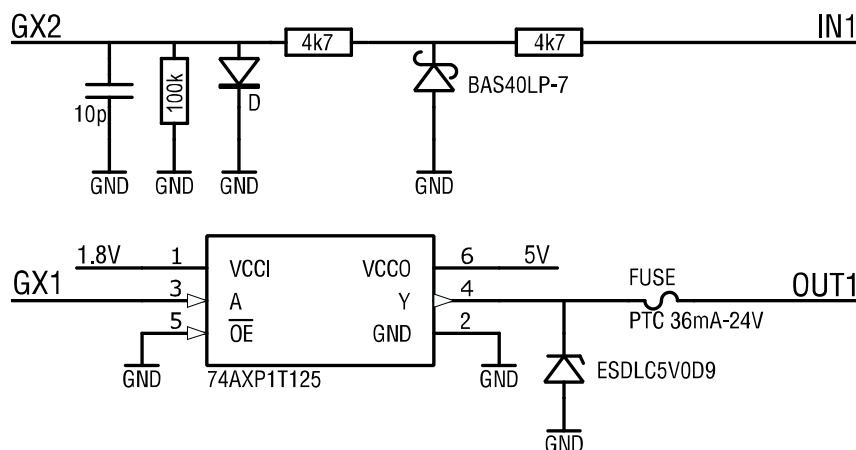 GX2
4k7
4k7
IN1
10p
100k
D
BAS40LP-7
GND
GND
GND
GND
1.8V
1
VCCI
VCCO
6
5V
GX1
3
A
Y
4
FUSE
OUT1
5
OE
GND
2
PTC 36mA-24V
GND
74AXP1T125
GND
ESDLC5V0D9
GND